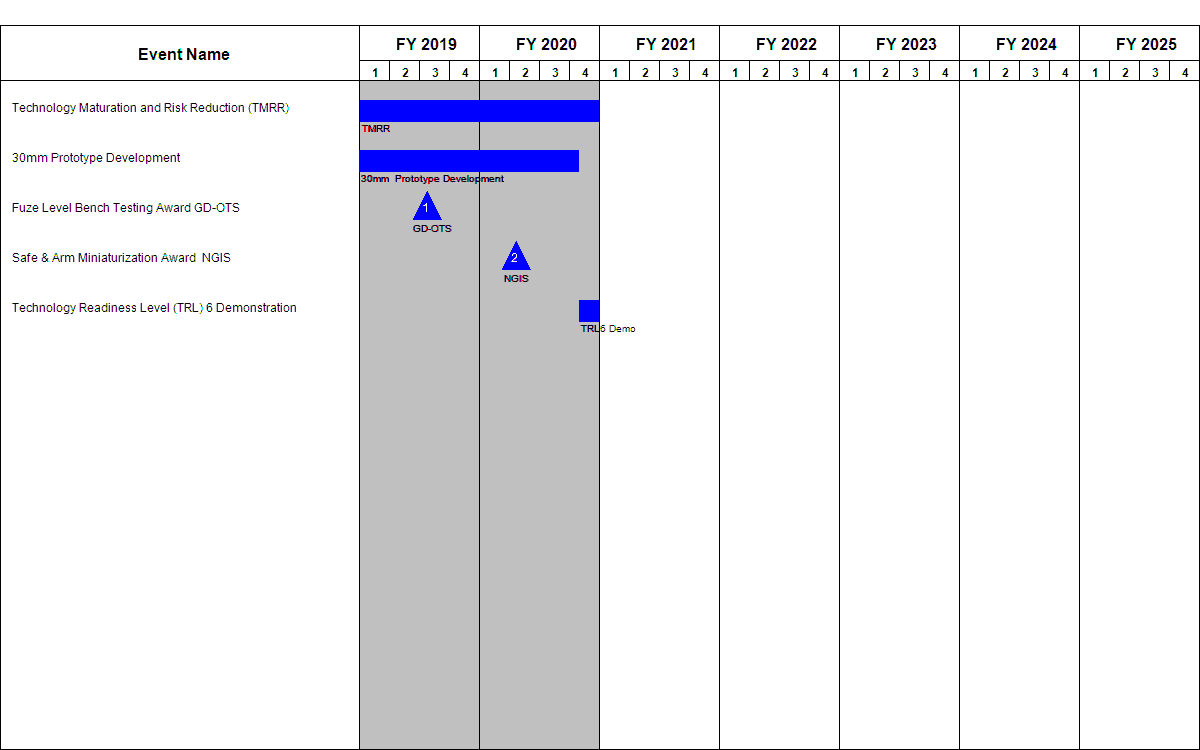 Event Name FY 2019 FY 2020 FY 2021 FY 2022 FY 2023 FY 2024 FY 2025
1 2 3 4 1 2 3 4 1 2 3 4 1 2 3 4 1 2 3 4 1 2 3 4 1 2 3 4
Technology Maturation and Risk Reduction (TMRR)
TMRR
30mm Prototype Development
30mm Prototype Development
Fuze Level Bench Testing Award GD-OTS 1
GD-OTS
Safe & Arm Miniaturization Award NGIS 2
NGIS
Technology Readiness Level (TRL) 6 Demonstration
TRL6 Demo